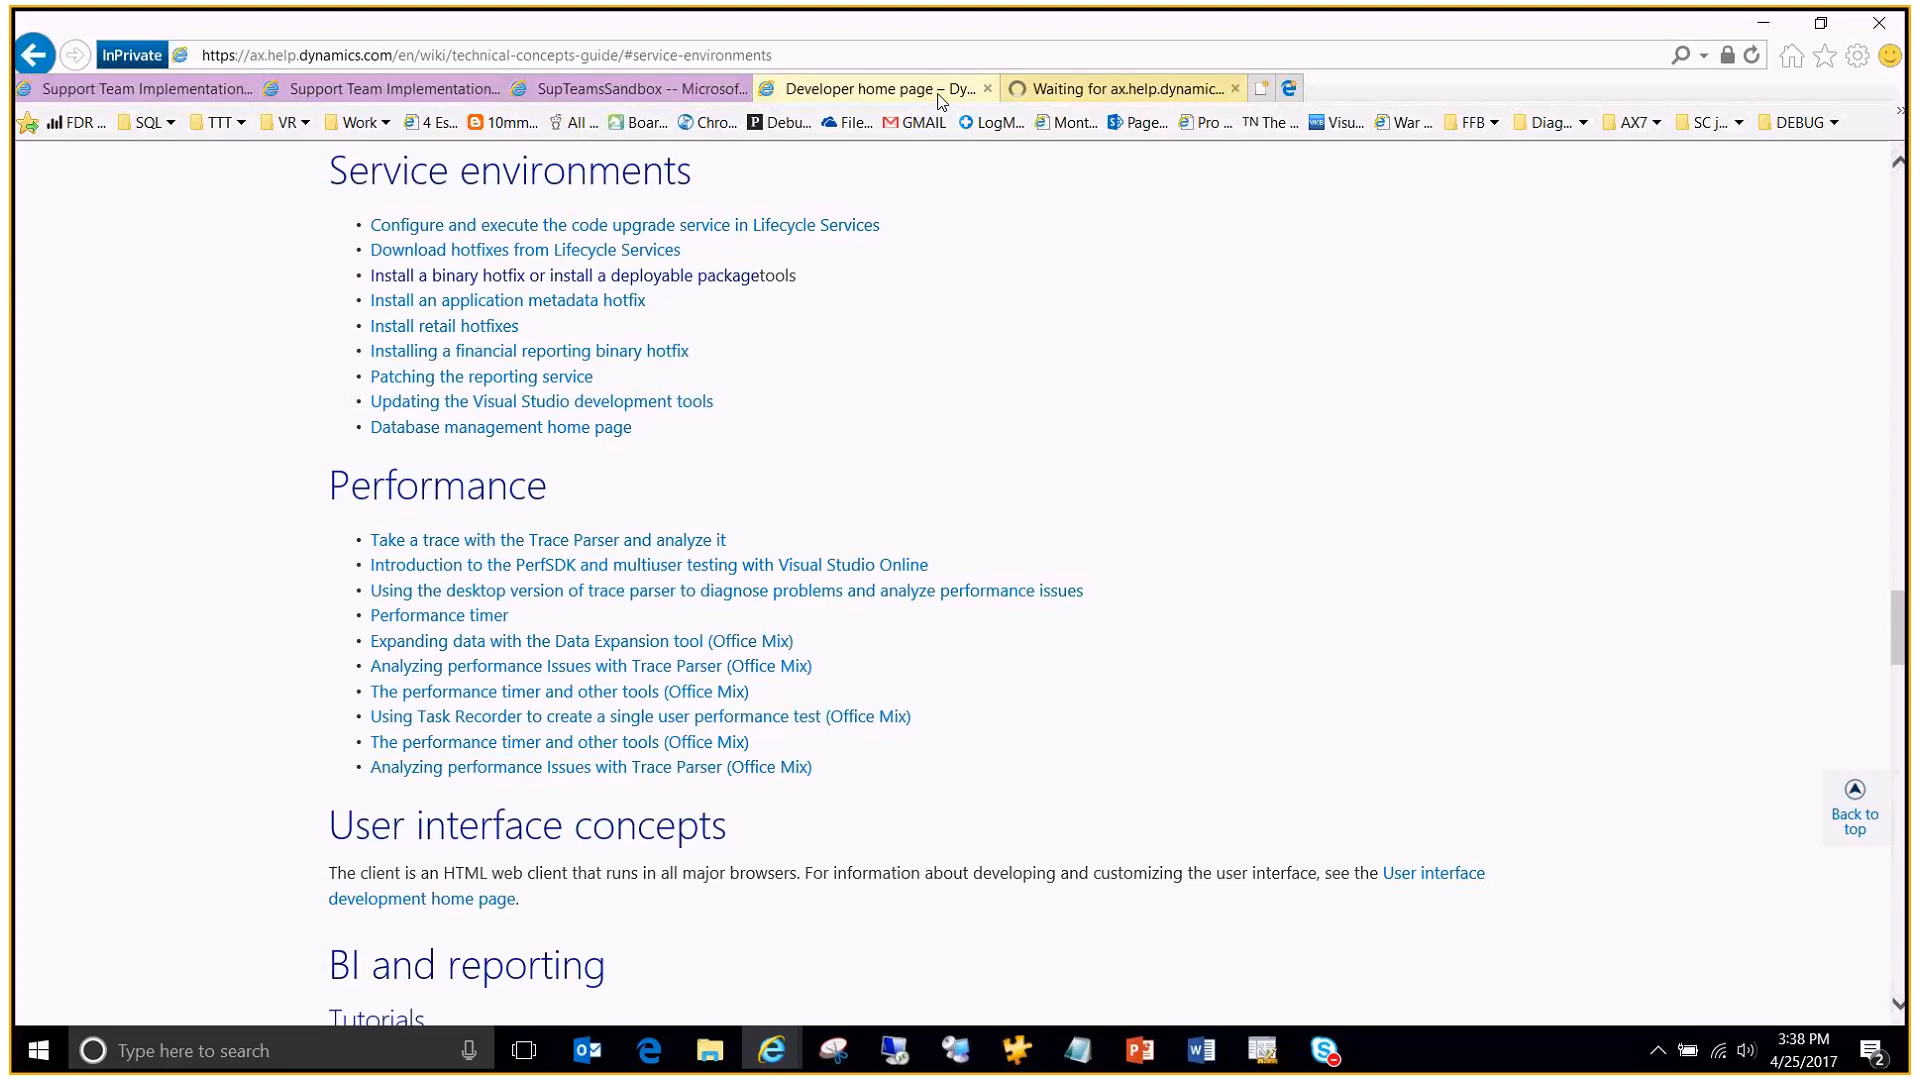 InPrivate https://ax.help.dynamics.com/en/wiki/technical-concepts-guide/#service-environments
Support Team Implementation... Support Team Implementation... SupTeamsSandbox -- Microsof... Developer home page – Dy... Waiting for ax.help.dynamic...
FDR ... SQL TTT VR Work 4 Es... 10mm... All ... Boar... Chro... Debu... File... GMAIL LogM... Mont... Page... Pro ... TN The ... Visu... War ... FFB Diag... AX7 SC j... DEBUG
Service environments
• Configure and execute the code upgrade service in Lifecycle Services
• Download hotfixes from Lifecycle Services
• Install a binary hotfix or install a deployable packagetools
• Install an application metadata hotfix
• Install retail hotfixes
• Installing a financial reporting binary hotfix
• Patching the reporting service
• Updating the Visual Studio development tools
• Database management home page
Performance
• Take a trace with the Trace Parser and analyze it
• Introduction to the PerfSDK and multiuser testing with Visual Studio Online
• Using the desktop version of trace parser to diagnose problems and analyze performance issues
• Performance timer
• Expanding data with the Data Expansion tool (Office Mix)
• Analyzing performance Issues with Trace Parser (Office Mix)
• The performance timer and other tools (Office Mix)
• Using Task Recorder to create a single user performance test (Office Mix)
• The performance timer and other tools (Office Mix)
• Analyzing performance Issues with Trace Parser (Office Mix)
Back to
top
User interface concepts
The client is an HTML web client that runs in all major browsers. For information about developing and customizing the user interface, see the User interface
development home page.
BI and reporting
Tutorials
Type here to search
3:38 PM
4/25/2017
2